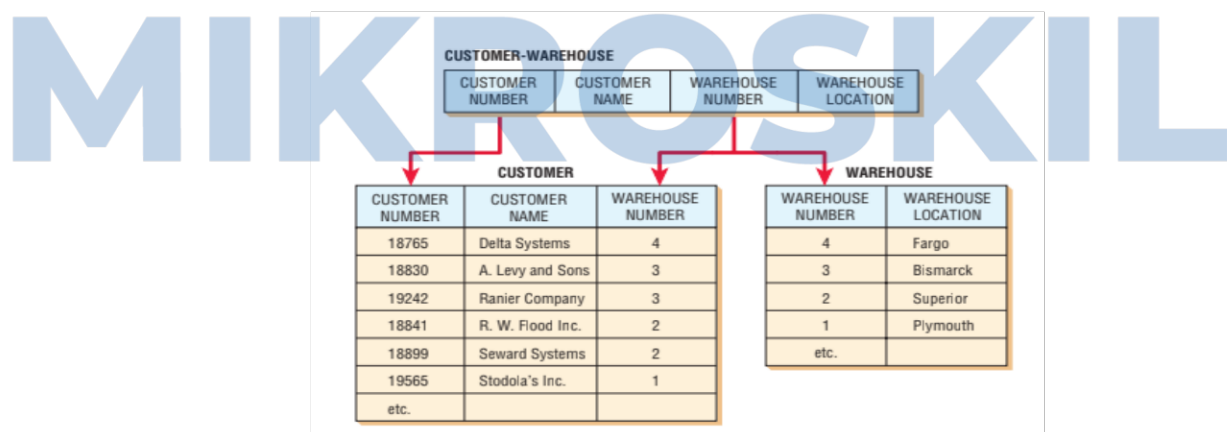 MIKROSKIL
CUSTOMER-WAREHOUSE
CUSTOMER NUMBER CUSTOMER NAME WAREHOUSE NUMBER WAREHOUSE LOCATION
CUSTOMER
CUSTOMER NUMBER CUSTOMER NAME WAREHOUSE NUMBER
18765 Delta Systems 4
18830 A. Levy and Sons 3
19242 Ranier Company 3
18841 R. W. Flood Inc. 2
18899 Seward Systems 2
19565 Stodola's Inc. 1
etc.
WAREHOUSE
WAREHOUSE NUMBER WAREHOUSE LOCATION
4 Fargo
3 Bismarck
2 Superior
1 Plymouth
etc.